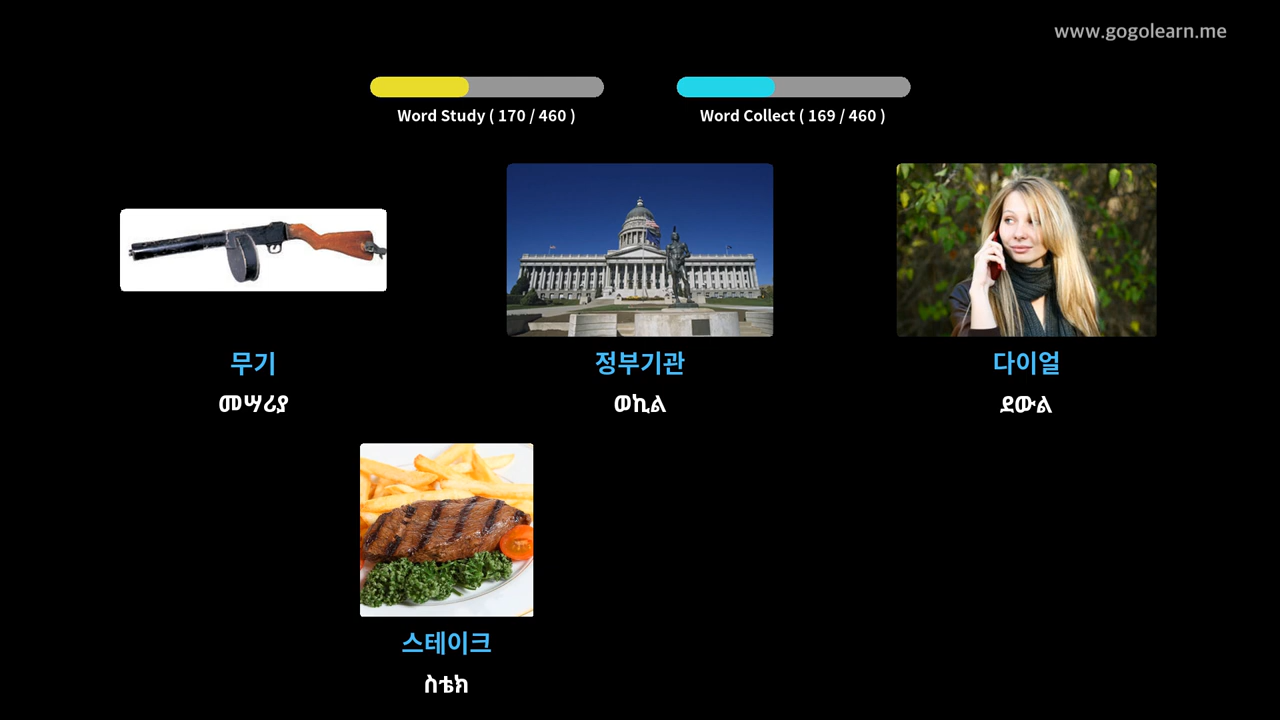 www.gogolearn.me
Word Study ( 170 / 460 )
Word Collect ( 169 / 460 )
무기
መሣሪያ
정부기관
ወኪል
다이얼
ደውል
스테이크
ስቴክ